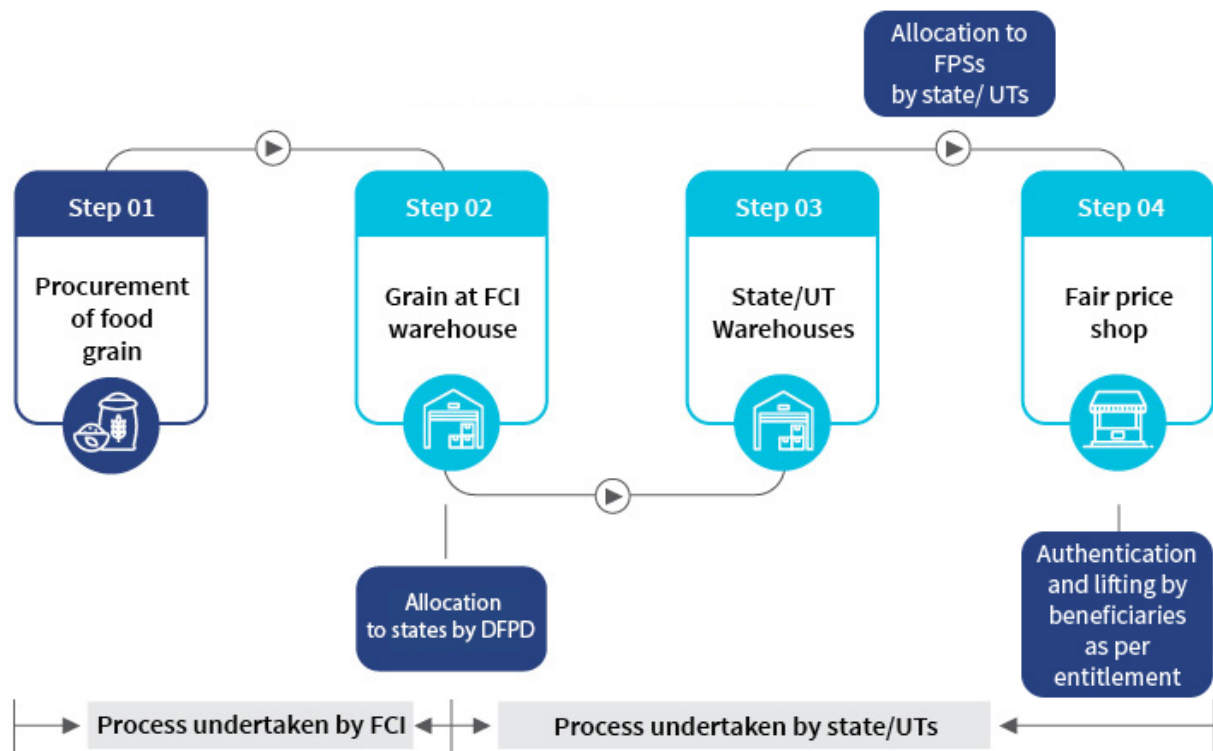 Allocation to
FPSs
by state/ UTs
Step 01
Procurement
of food
grain
Step 02
Grain at FCI
warehouse
Step 03
State/UT
Warehouses
Step 04
Fair price
shop
Allocation
to states by DFPD
Authentication
and lifting by
beneficiaries
as per
entitlement
Process undertaken by FCI
Process undertaken by state/UTs